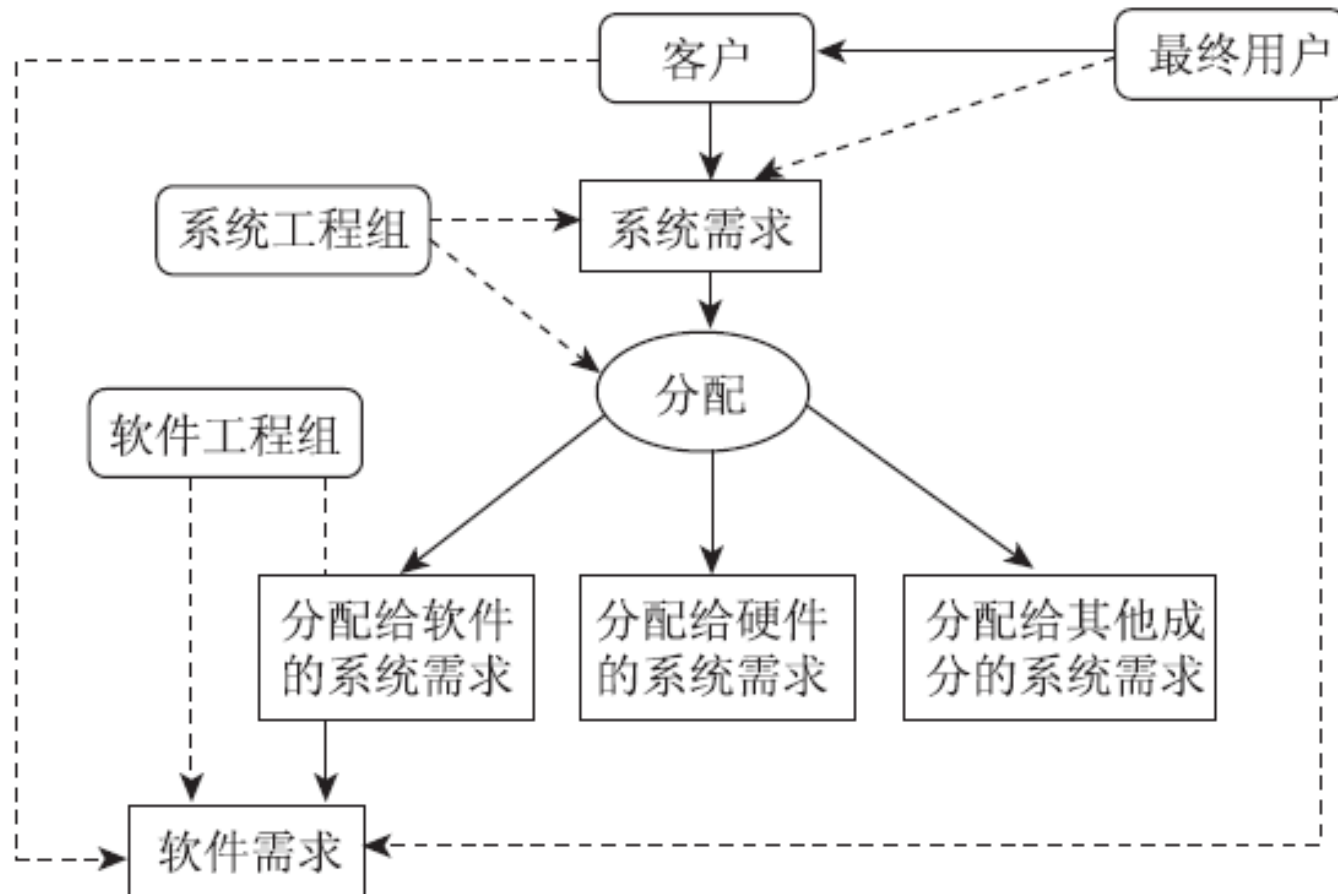 客户
最终用户
系统工程组
系统需求
分配
软件工程组
分配给软件
的系统需求
分配给硬件
的系统需求
分配给其他成
分的系统需求
软件需求